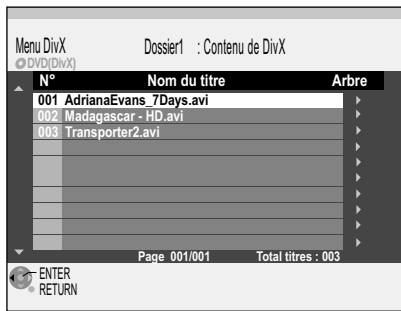 Menu DivX Dossier1 : Contenu de DivX
DVD(DivX)
N° Nom du titre Arbre
001 AdrianaEvans_7Days.avi
002 Madagascar - HD.avi
003 Transporter2.avi
Page 001/001 Total titres : 003
ENTER
RETURN